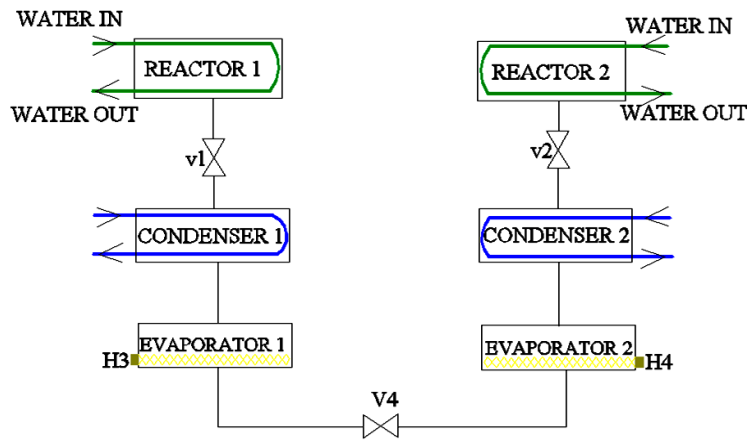 WATER IN
WATER IN
REACTOR 1
REACTOR 2
WATER OUT
WATER OUT
v1
v2
CONDENSER 1
CONDENSER 2
EVAPORATOR 1
EVAPORATOR 2
H3
H4
V4